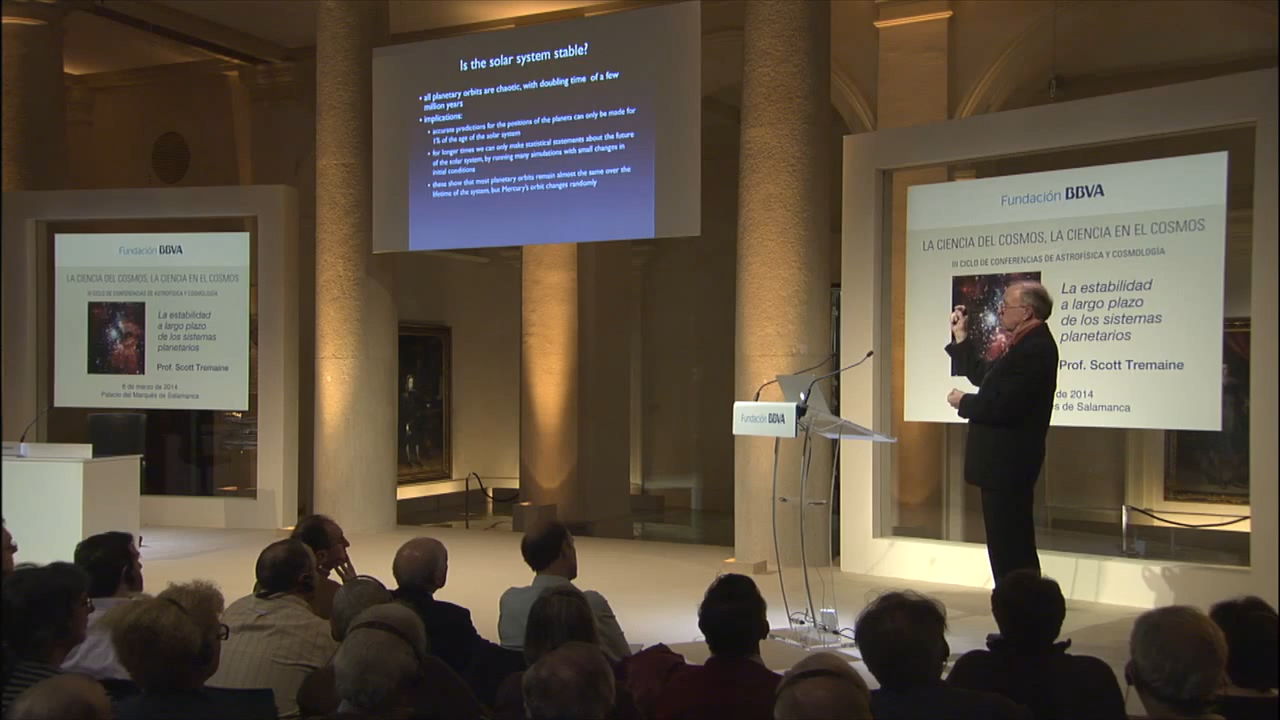 Is the solar system stable?
• all planetary orbits are chaotic, with doubling time of a few
million years
• implications:
• accurate predictions for the positions of the planets can only be made for
1% of the age of the solar system
• for longer times we can only make statistical statements about the future
of the solar system, by running many simulations with small changes in
initial conditions
• these show that most planetary orbits remain almost the same over the
lifetime of the system, but Mercury's orbit changes randomly
Fundación BBVA
LA CIENCIA DEL COSMOS, LA CIENCIA EN EL COSMOS
III CICLO DE CONFERENCIAS DE ASTROFÍSICA Y COSMOLOGÍA
La estabilidad
a largo plazo
de los sistemas
planetarios
Prof. Scott Tremaine
6 de marzo de 2014
Palacio del Marqués de Salamanca
Fundación BBVA
Fundación BBVA
LA CIENCIA DEL COSMOS, LA CIENCIA EN EL COSMOS
III CICLO DE CONFERENCIAS DE ASTROFÍSICA Y COSMOLOGÍA
La estabilidad
a largo plazo
de los sistemas
planetarios
Prof. Scott Tremaine
de 2014
de Salamanca